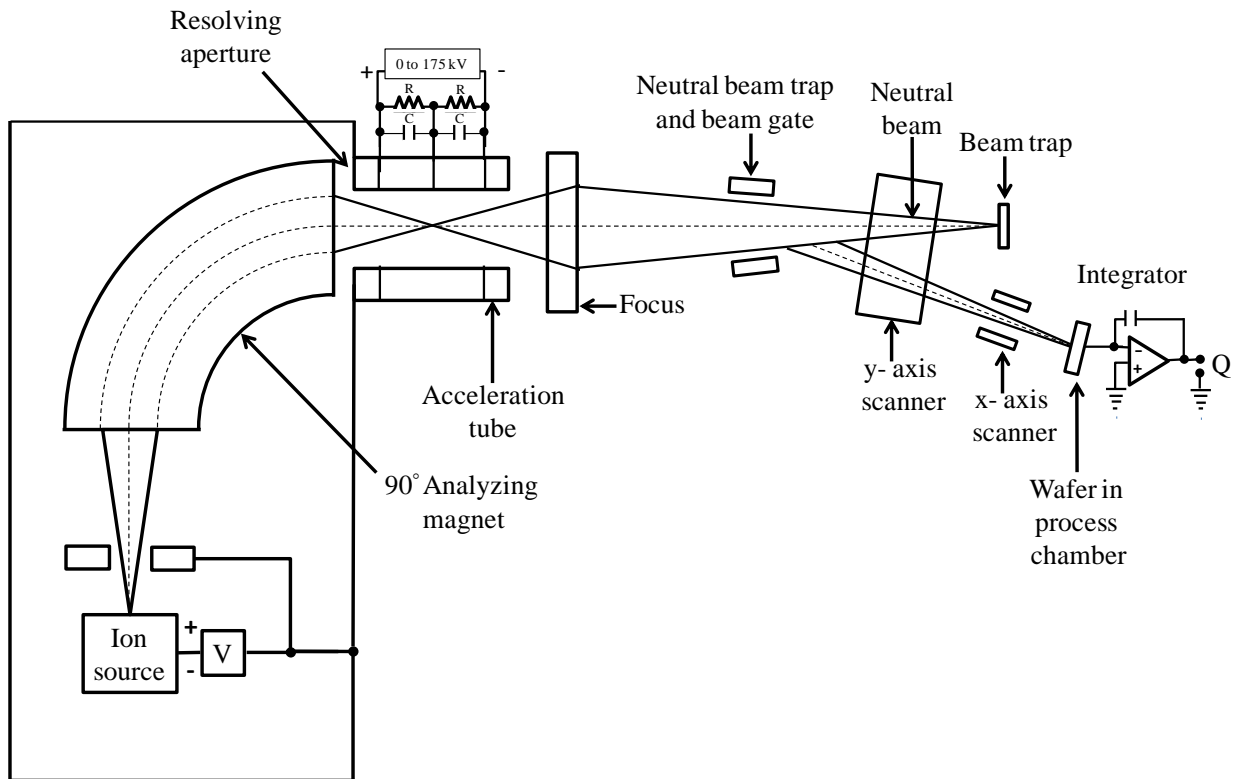 Resolving
aperture
+
0 to 175 kV
-
R
R
C
C
Neutral beam trap
and beam gate
Neutral
beam
Beam trap
Focus
Acceleration
tube
90° Analyzing
magnet
y- axis
scanner
x- axis
scanner
Integrator
-
+
Q
Wafer in
process
chamber
Ion
source
+
-
V